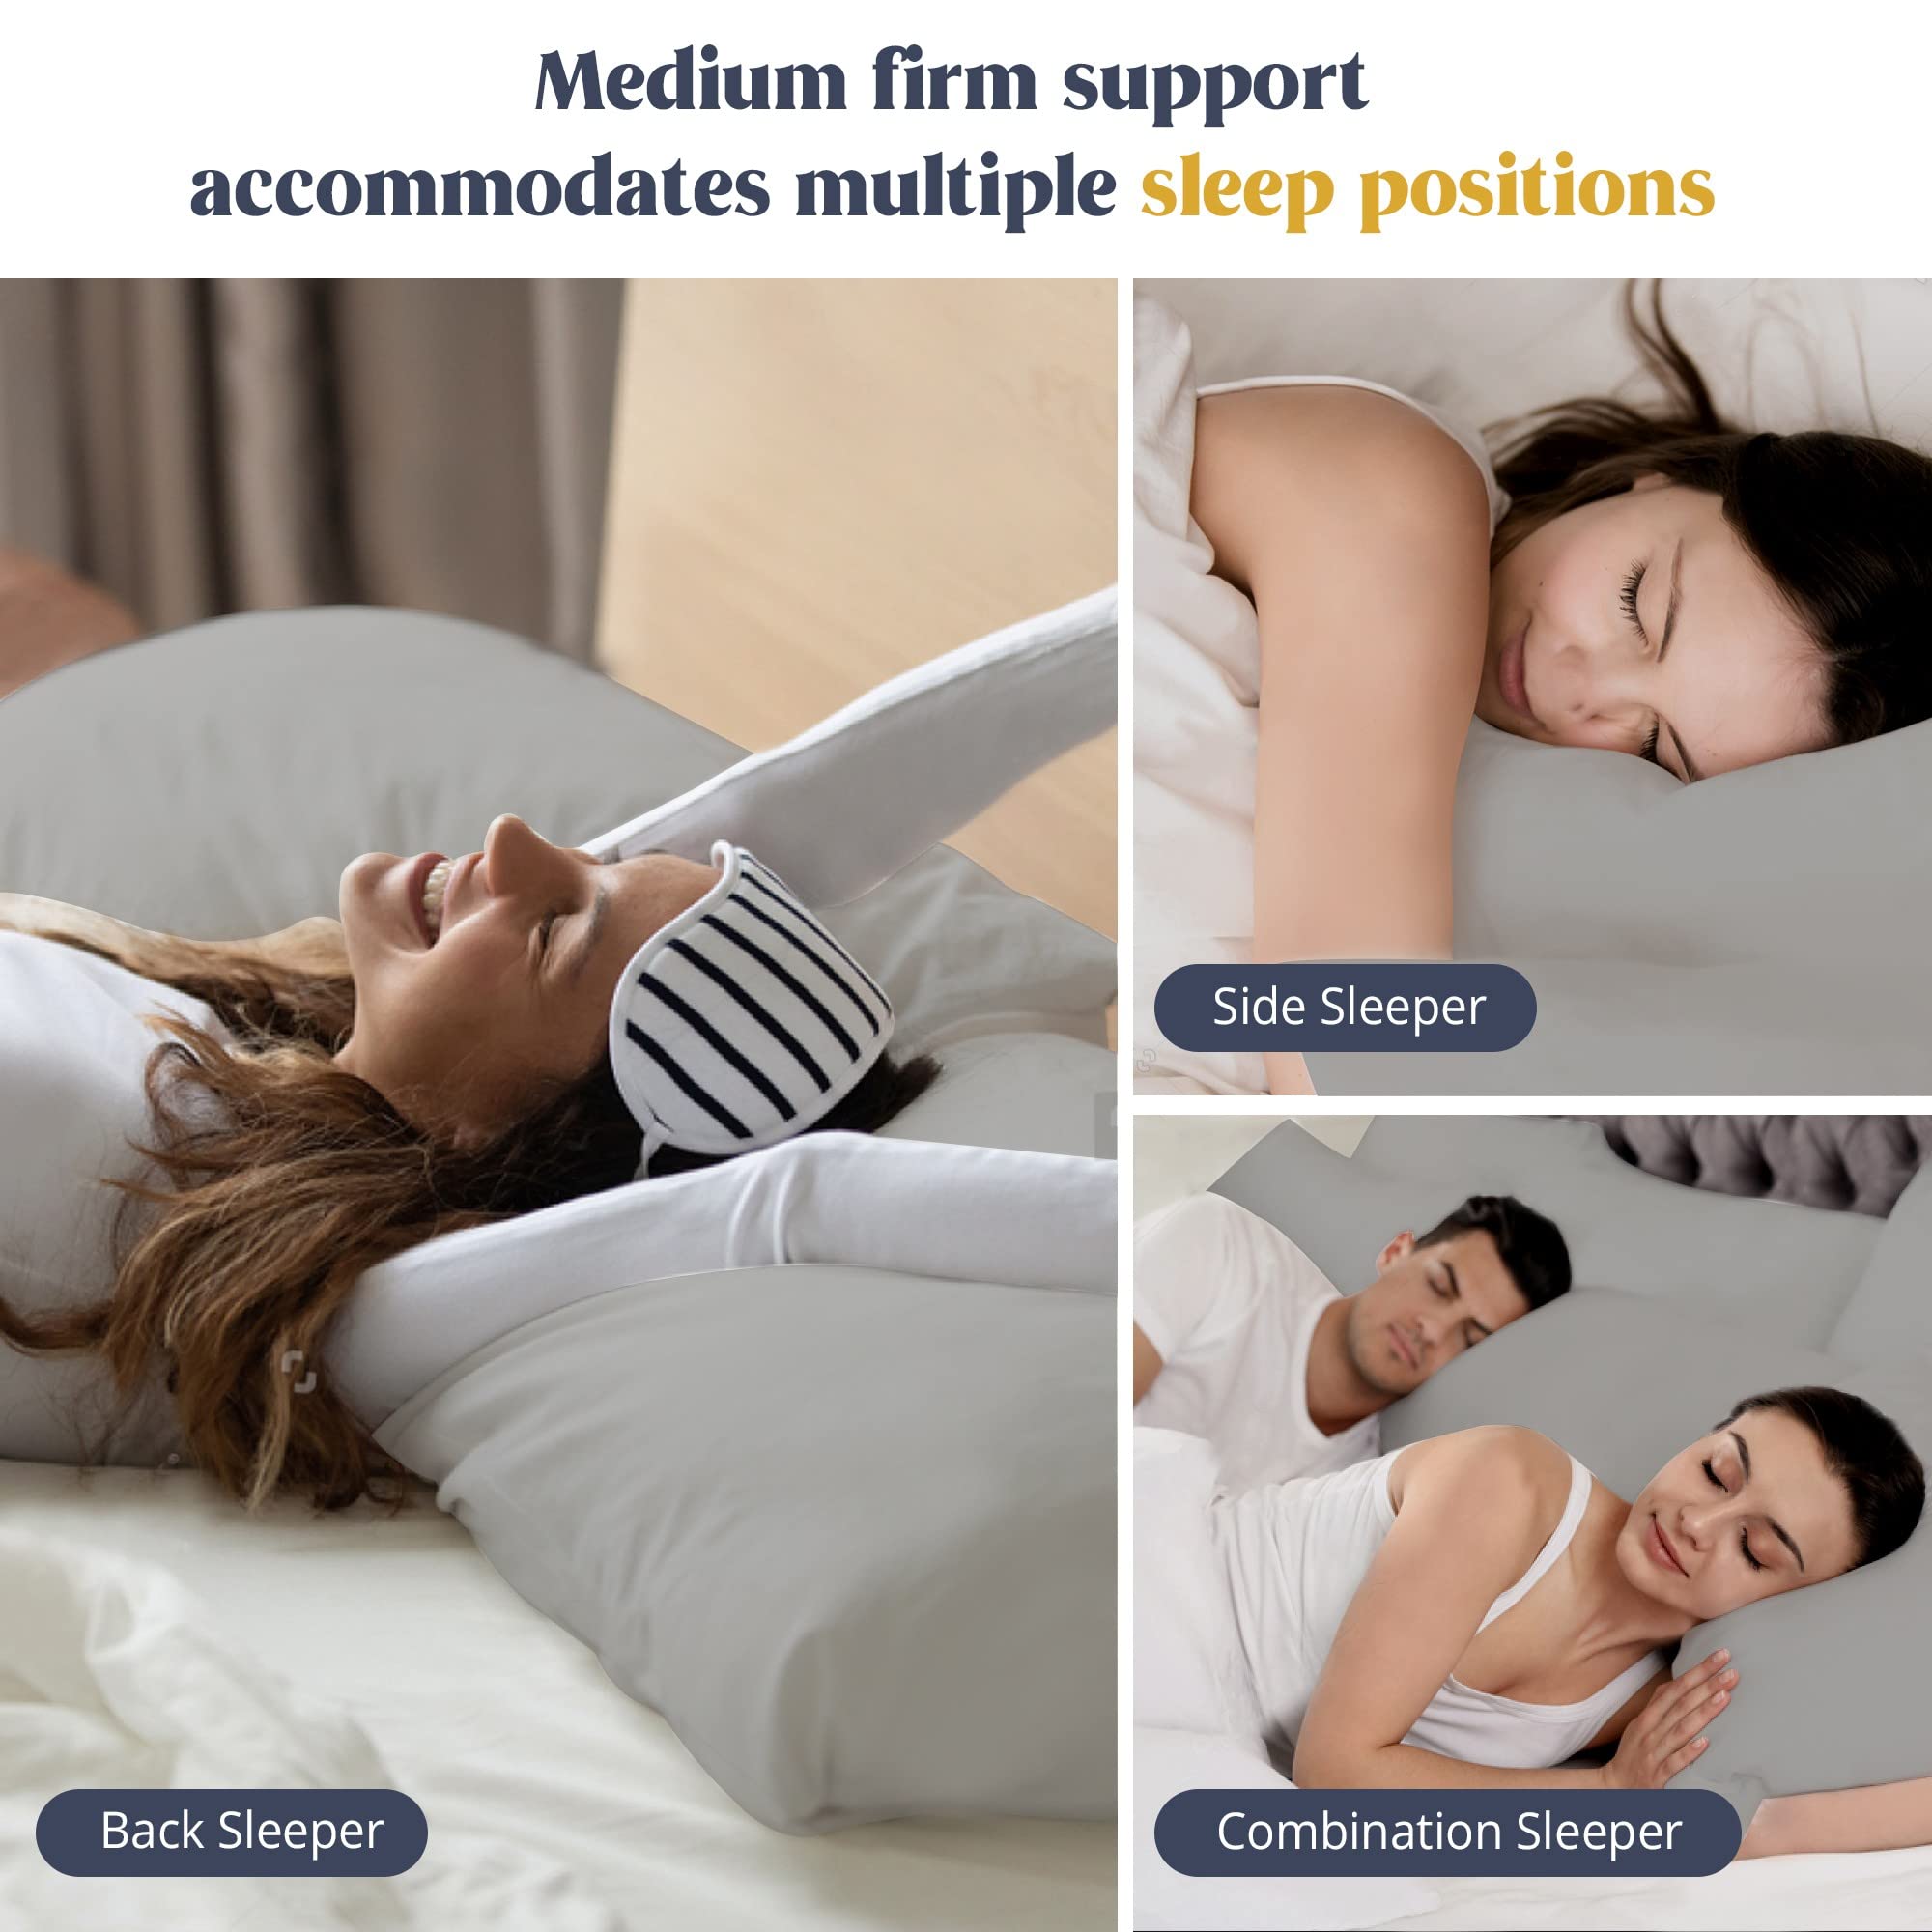 Medium firm support
accommodates multiple sleep positions
Side Sleeper
Back Sleeper
Combination Sleeper